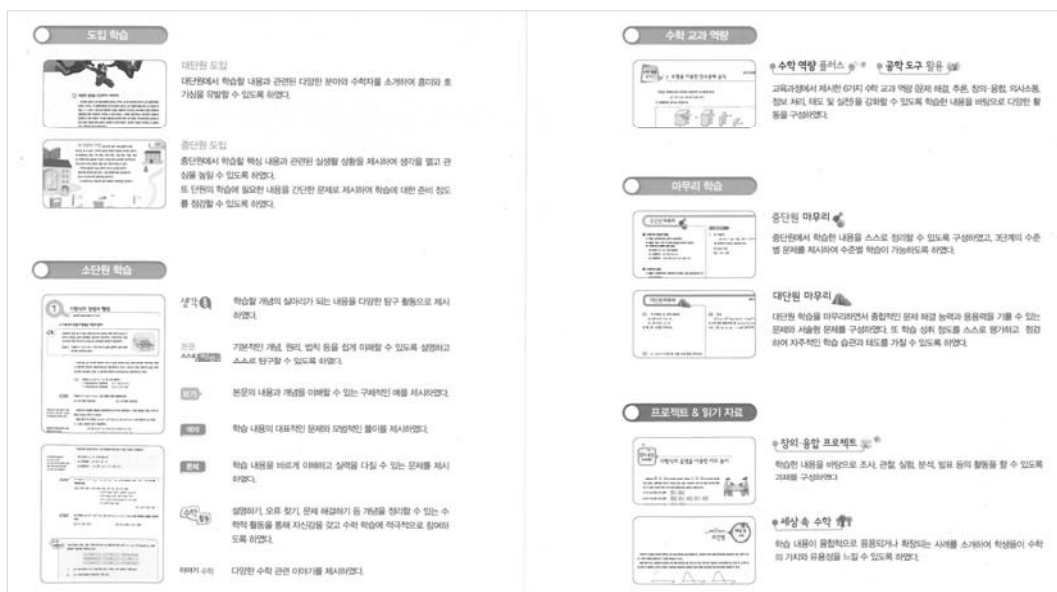 도입 학습
대단원 도입
대단원에서 학습할 내용과 관련된 다양한 분야와 수학자를 소개하여 흥미와 호
기심을 유발할 수 있도록 하였다.
중단원 도입
중단원에서 학습할 핵심 내용과 관련된 실생활 상황을 제시하여 생각을 열고 관
심을 높일 수 있도록 하였다.
또 단원의 학습에 필요한 내용을 간단한 문제로 제시하여 학습에 대한 준비 정도
를 점검할 수 있도록 하였다.
소단원 학습
생각
학습할 개념의 실마리가 되는 내용을 다양한 탐구 활동으로 제시
하였다.
본문
스스로
기본적인 개념, 원리, 법칙 등을 쉽게 이해할 수 있도록 설명하고
스스로 탐구할 수 있도록 하였다.
보기
본문의 내용과 개념을 이해할 수 있는 구체적인 예를 제시하였다.
예제
학습 내용의 대표적인 문제와 모범적인 풀이를 제시하였다.
문제
학습 내용을 바르게 이해하고 실력을 다질 수 있는 문제를 제시
하였다.
수학 활동
설명하기, 오류 찾기, 문제 해결하기 등 개념을 정리할 수 있는 수
학적 활동을 통해 자신감을 갖고 수학 학습에 적극적으로 참여하
도록 하였다.
이야기 수학
다양한 수학 관련 이야기를 제시하였다.
수학 교과 역량
수학 역량 플러스 공학 도구 활용
교육과정에서 제시한 6가지 수학 교과 역량(문제 해결, 추론, 창의·융합, 의사소통,
정보 처리, 태도 및 실천)을 강화할 수 있도록 학습한 내용을 바탕으로 다양한 활
동을 구성하였다.
마무리 학습
중단원 마무리
중단원에서 학습한 내용을 스스로 정리할 수 있도록 구성하였고, 3단계의 수준
별 문제를 제시하여 수준별 학습이 가능하도록 하였다.
대단원 마무리
대단원 학습을 마무리하면서 종합적인 문제 해결 능력과 응용력을 기를 수 있는
문제와 서술형 문제를 구성하였다. 또 학습 성취 정도를 스스로 평가하고 점검
하여 자주적인 학습 습관과 태도를 가질 수 있도록 하였다.
프로젝트 & 읽기 자료
창의·융합 프로젝트
학습한 내용을 바탕으로 조사, 관찰, 실험, 분석, 발표 등의 활동을 할 수 있도록
과제를 구성하였다.
세상 속 수학
학습 내용이 융합적으로 응용되거나 확장되는 사례를 소개하여 학생들이 수학
의 가치와 유용성을 느낄 수 있도록 하였다.